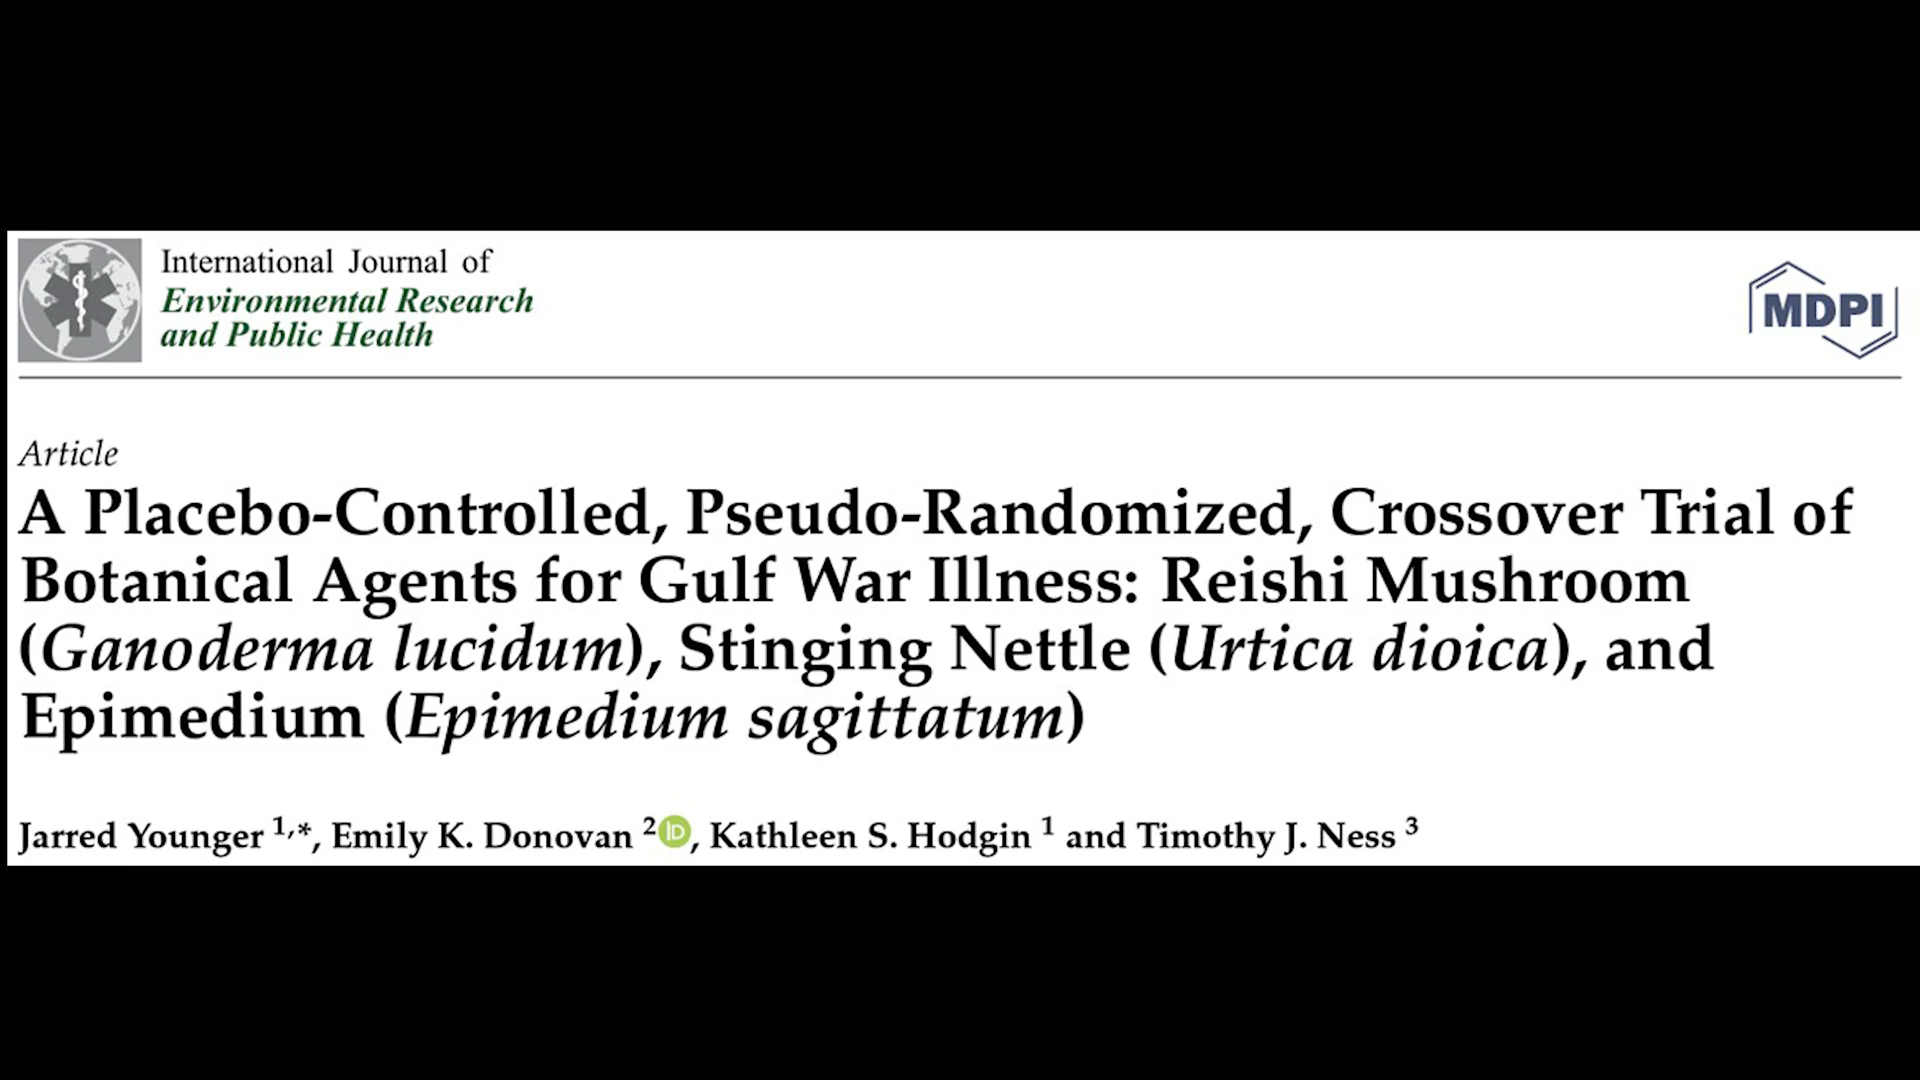 International Journal of
Environmental Research
and Public Health
MDPI
Article
A Placebo-Controlled, Pseudo-Randomized, Crossover Trial of
Botanical Agents for Gulf War Illness: Reishi Mushroom
(Ganoderma lucidum), Stinging Nettle (Urtica dioica), and
Epimedium (Epimedium sagittatum)
Jarred Younger 1,*, Emily K. Donovan 2 iD, Kathleen S. Hodgin 1 and Timothy J. Ness 3